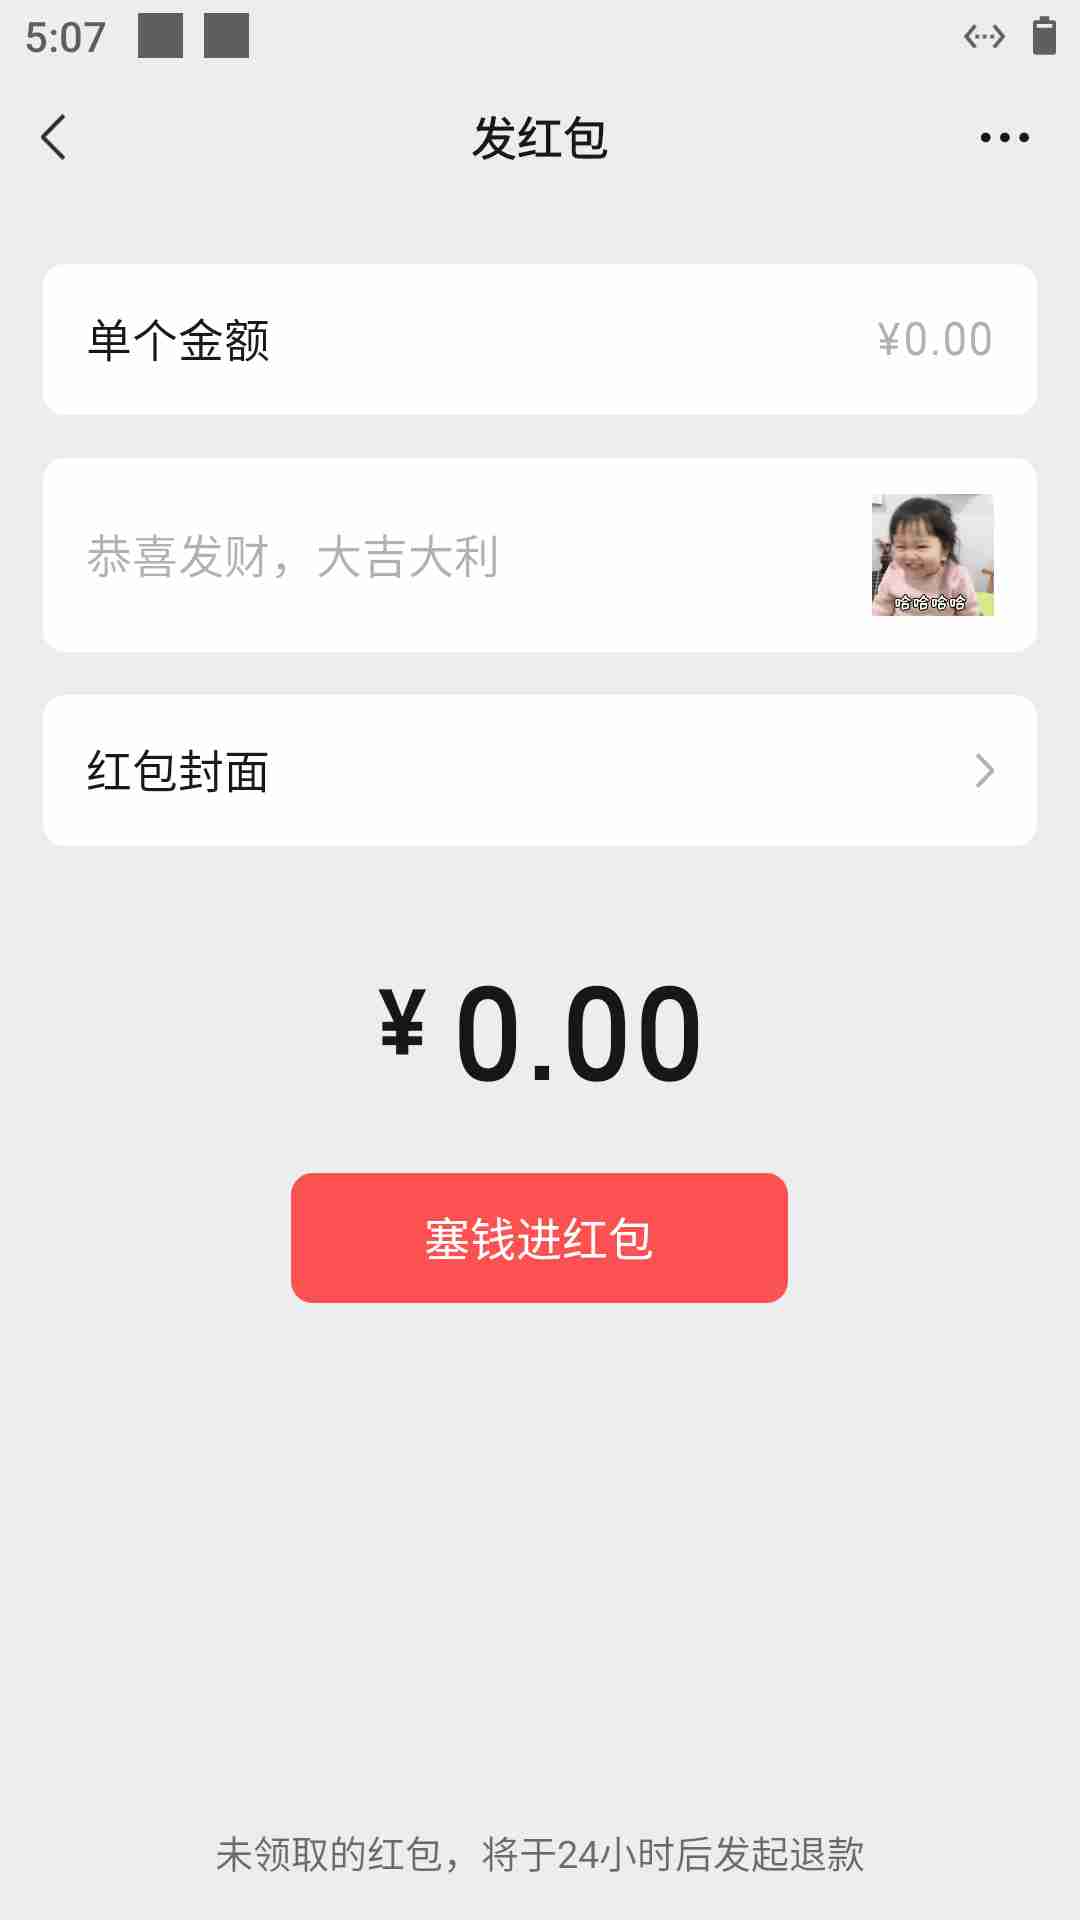 5:07
发红包
单个金额 ¥0.00
恭喜发财，大吉大利
哈哈哈哈
红包封面
¥0.00
塞钱进红包
未领取的红包，将于24小时后发起退款